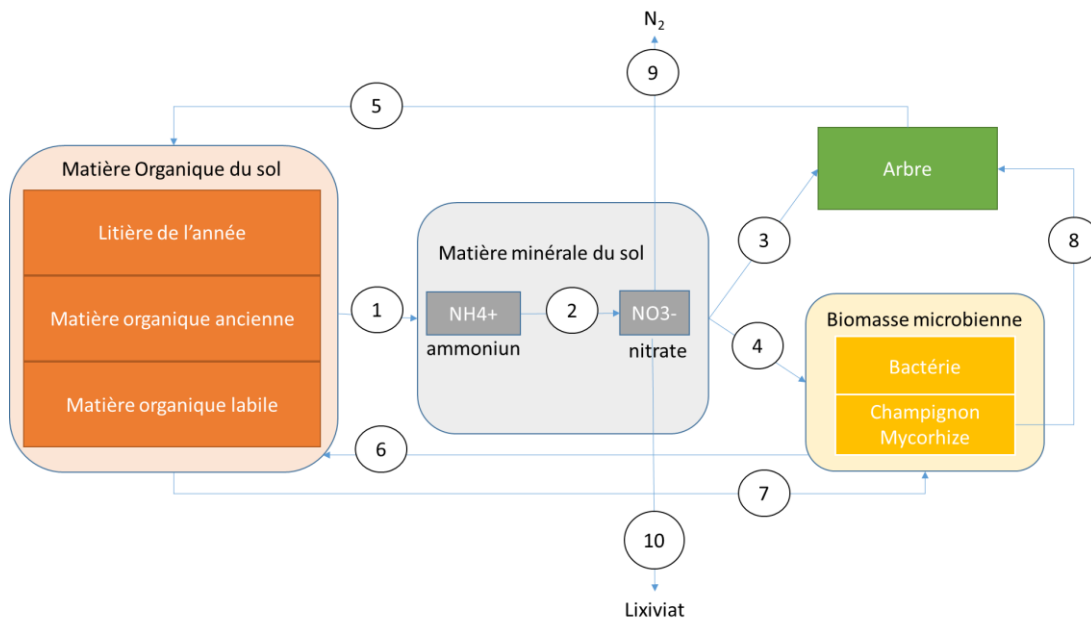 N2
9
5
Matière Organique du sol
Arbre
Litière de l'année
Matière minérale du sol
3
8
Matière organique ancienne
1
NH4+
2
NO3-
ammoniun
nitrate
4
Biomasse microbienne
Bactérie
Matière organique labile
Champignon
Mycorhize
6
7
10
Lixiviat